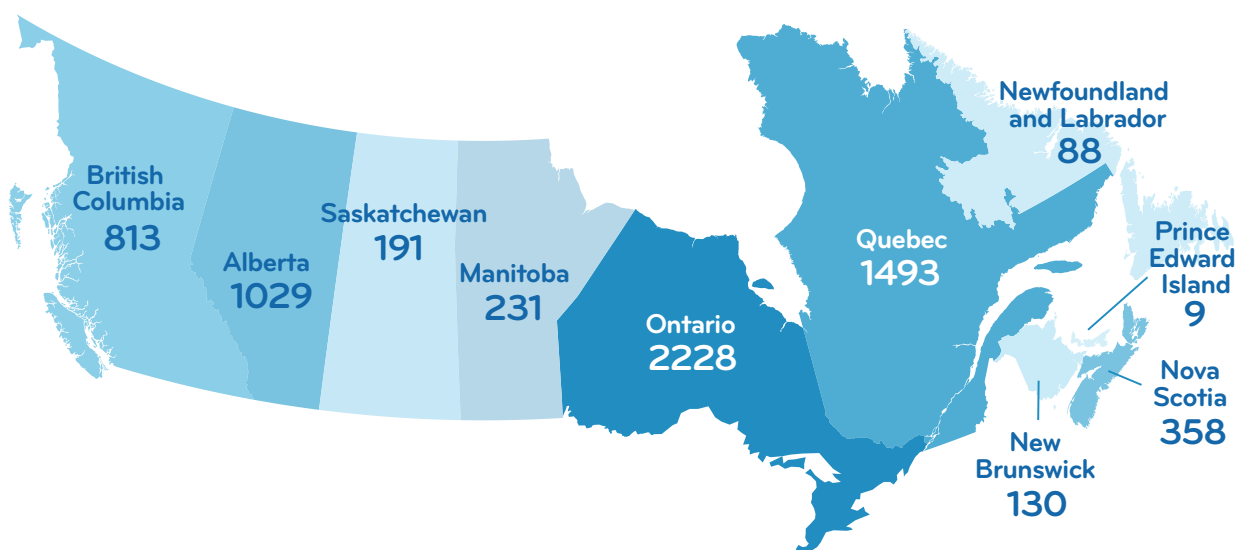 British
Columbia
813
Alberta
1029
Saskatchewan
191
Manitoba
231
Ontario
2228
Quebec
1493
Newfoundland
and Labrador
88
Prince
Edward
Island
9
Nova
Scotia
358
New
Brunswick
130